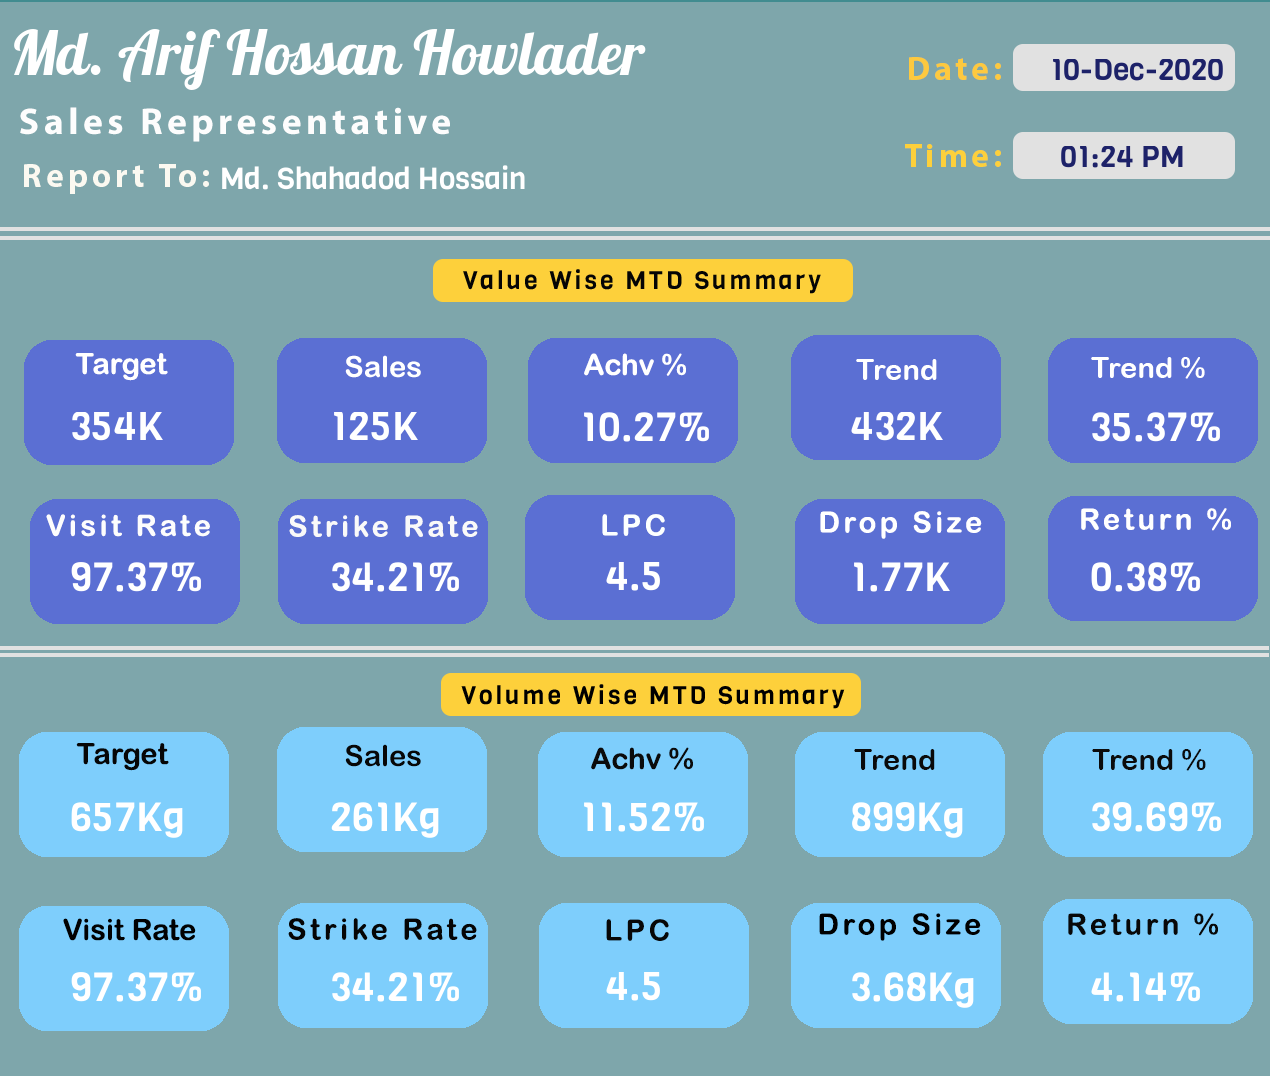 Md. Arif Hossan Howlader
Date: 10-Dec-2020
Sales Representative
Time: 01:24 PM
Report To: Md. Shahadod Hossain
Value Wise MTD Summary
Target Sales Achv % Trend Trend %
354K 125K 10.27% 432K 35.37%
Visit Rate Strike Rate LPC Drop Size Return %
97.37% 34.21% 4.5 1.77K 0.38%
Volume Wise MTD Summary
Target Sales Achv % Trend Trend %
657Kg 261Kg 11.52% 899Kg 39.69%
Visit Rate Strike Rate LPC Drop Size Return %
97.37% 34.21% 4.5 3.68Kg 4.14%